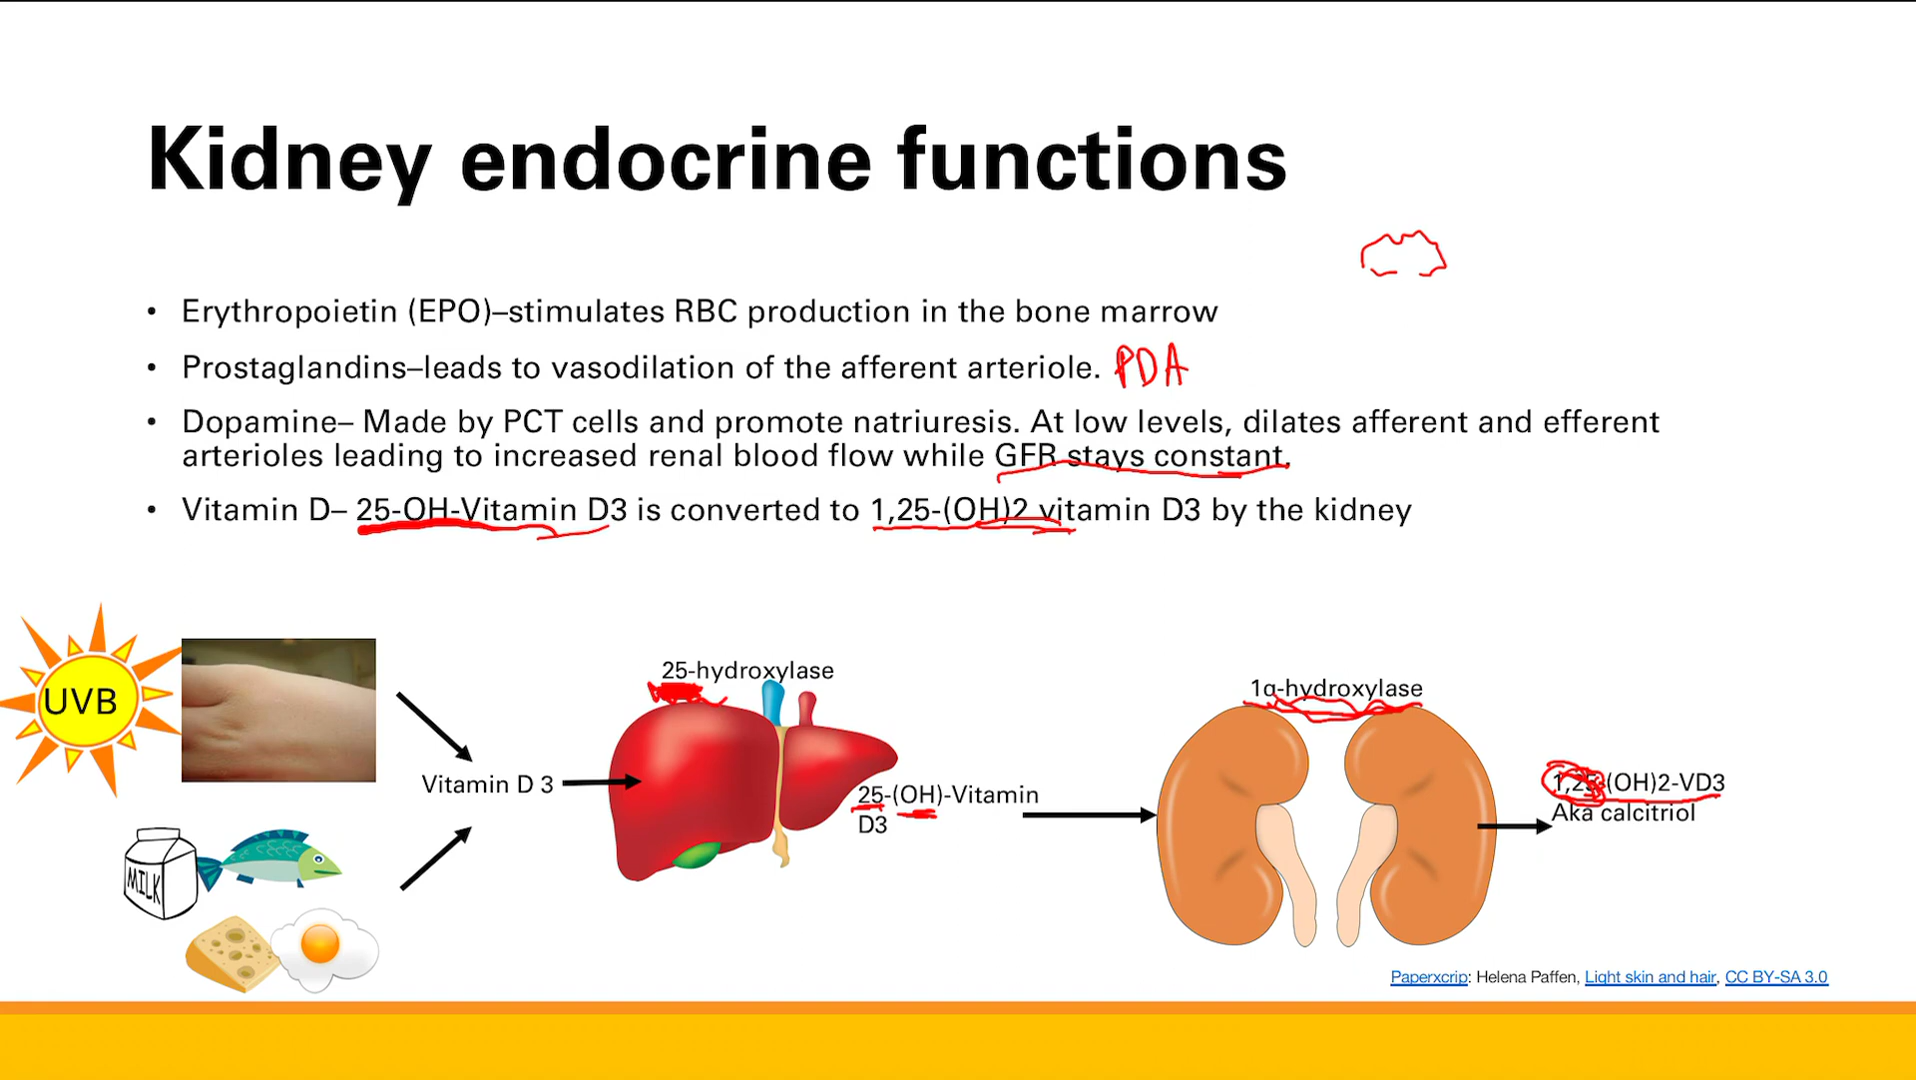 Kidney endocrine functions
• Erythropoietin (EPO)–stimulates RBC production in the bone marrow
• Prostaglandins–leads to vasodilation of the afferent arteriole. PDA
• Dopamine– Made by PCT cells and promote natriuresis. At low levels, dilates afferent and efferent
arterioles leading to increased renal blood flow while GFR stays constant.
• Vitamin D– 25-OH-Vitamin D3 is converted to 1,25-(OH)2 vitamin D3 by the kidney
UVB
25-hydroxylase
1α-hydroxylase
Vitamin D 3
25-(OH)-Vitamin
D3
1,25-(OH)2-VD3
Aka calcitriol
MILK
Paperxcrip: Helena Paffen, Light skin and hair, CC BY-SA 3.0